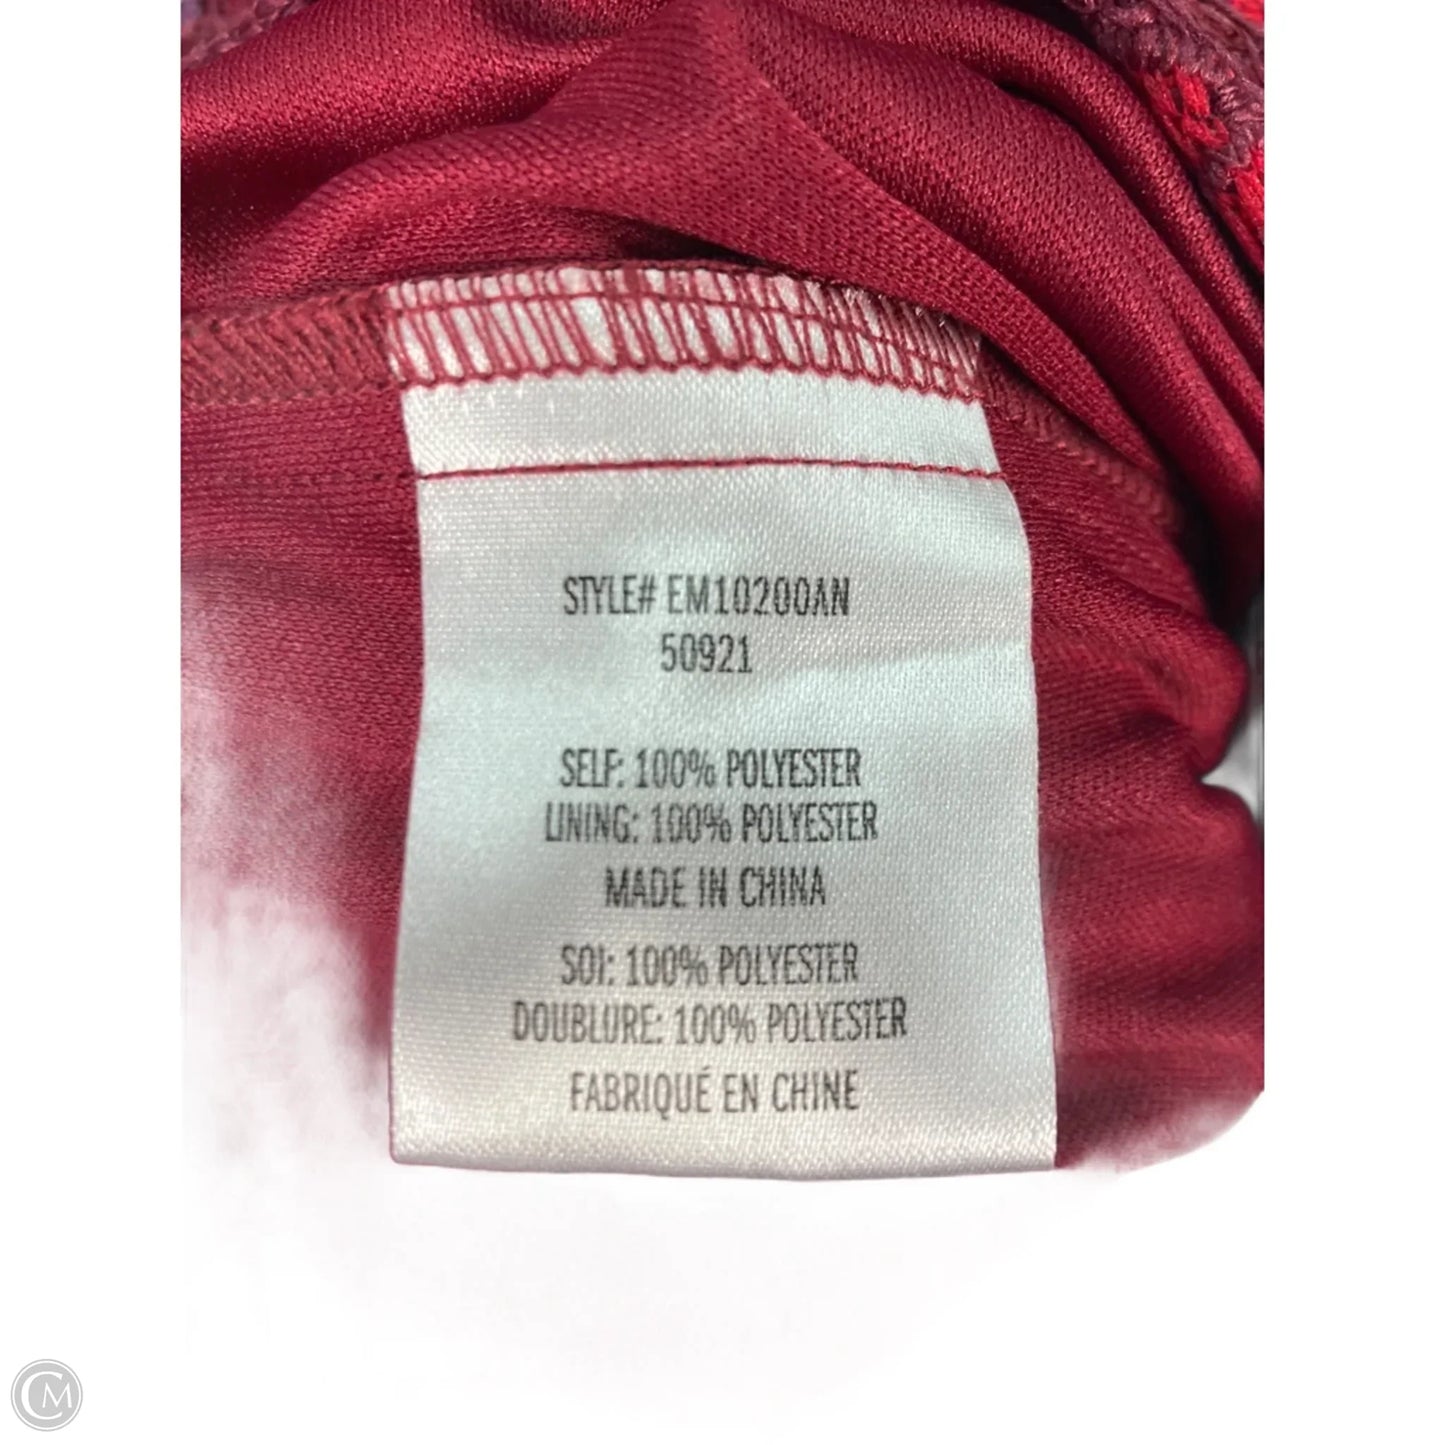 STYLE# EM10200AN
50921
SELF: 100% POLYESTER
LINING: 100% POLYESTER
MADE IN CHINA
SOI: 100% POLYESTER
DOUBLURE: 100% POLYESTER
FABRIQUÉ EN CHINE
CM